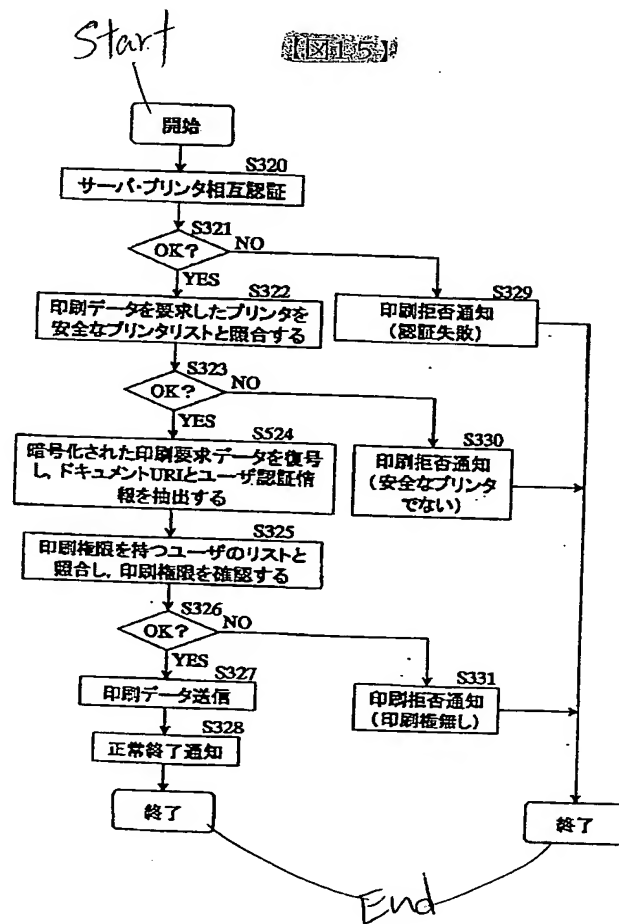 Start
【図15】
開始
S320
サーバ・プリンタ相互認証
S321
OK?
NO
YES
S322
印刷データを要求したプリンタを
安全なプリンタリストと照合する
S329
印刷拒否通知
(認証失敗)
S323
OK?
NO
YES
S524
暗号化された印刷要求データを復号
し,ドキュメントURIとユーザ認証情
報を抽出する
S330
印刷拒否通知
(安全なプリンタ
でない)
S325
印刷権限を持つユーザのリストと
照合し,印刷権限を確認する
S326
OK?
NO
YES
S327
印刷データ送信
S331
印刷拒否通知
(印刷権無し)
S328
正常終了通知
終了
終了
End